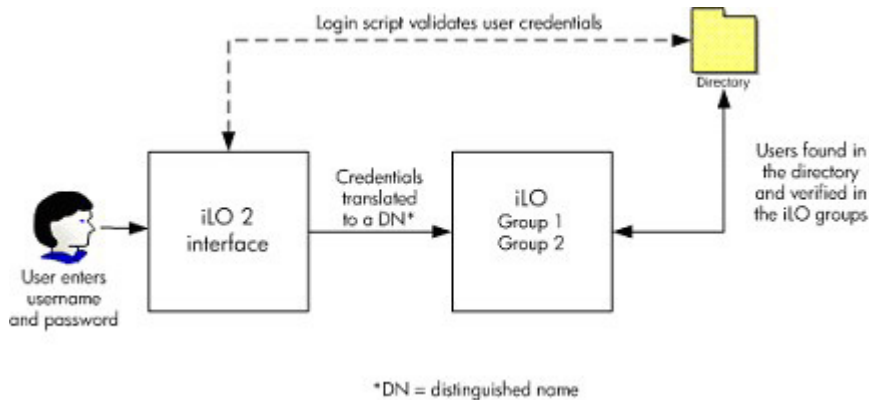 Login script validates user credentials
Directory
Users found in
the directory
and verified in
the iLO groups
Credentials
translated
to a DN*
iLO 2
interface
iLO
Group 1
Group 2
User enters
username
and password
*DN = distinguished name